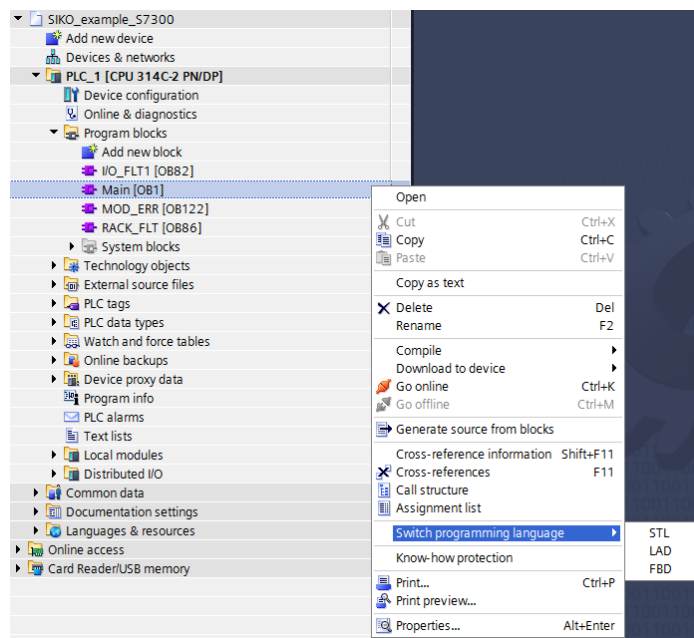 SIKO_example_S7300
Add new device
Devices & networks
PLC_1 [CPU 314C-2 PN/DP]
Device configuration
Online & diagnostics
Program blocks
Add new block
I/O_FLT1 [OB82]
Main [OB1]
MOD_ERR [OB122]
RACK_FLT [OB86]
System blocks
Technology objects
External source files
PLC tags
PLC data types
Watch and force tables
Online backups
Device proxy data
Program info
PLC alarms
Text lists
Local modules
Distributed I/O
Common data
Documentation settings
Languages & resources
Online access
Card Reader/USB memory
Open
Cut Ctrl+X
Copy Ctrl+C
Paste Ctrl+V
Copy as text
Delete Del
Rename F2
Compile
Download to device
Go online Ctrl+K
Go offline Ctrl+M
Generate source from blocks
Cross-reference information Shift+F11
Cross-references F11
Call structure
Assignment list
Switch programming language
Know-how protection
Print... Ctrl+P
Print preview...
Properties... Alt+Enter
STL
LAD
FBD